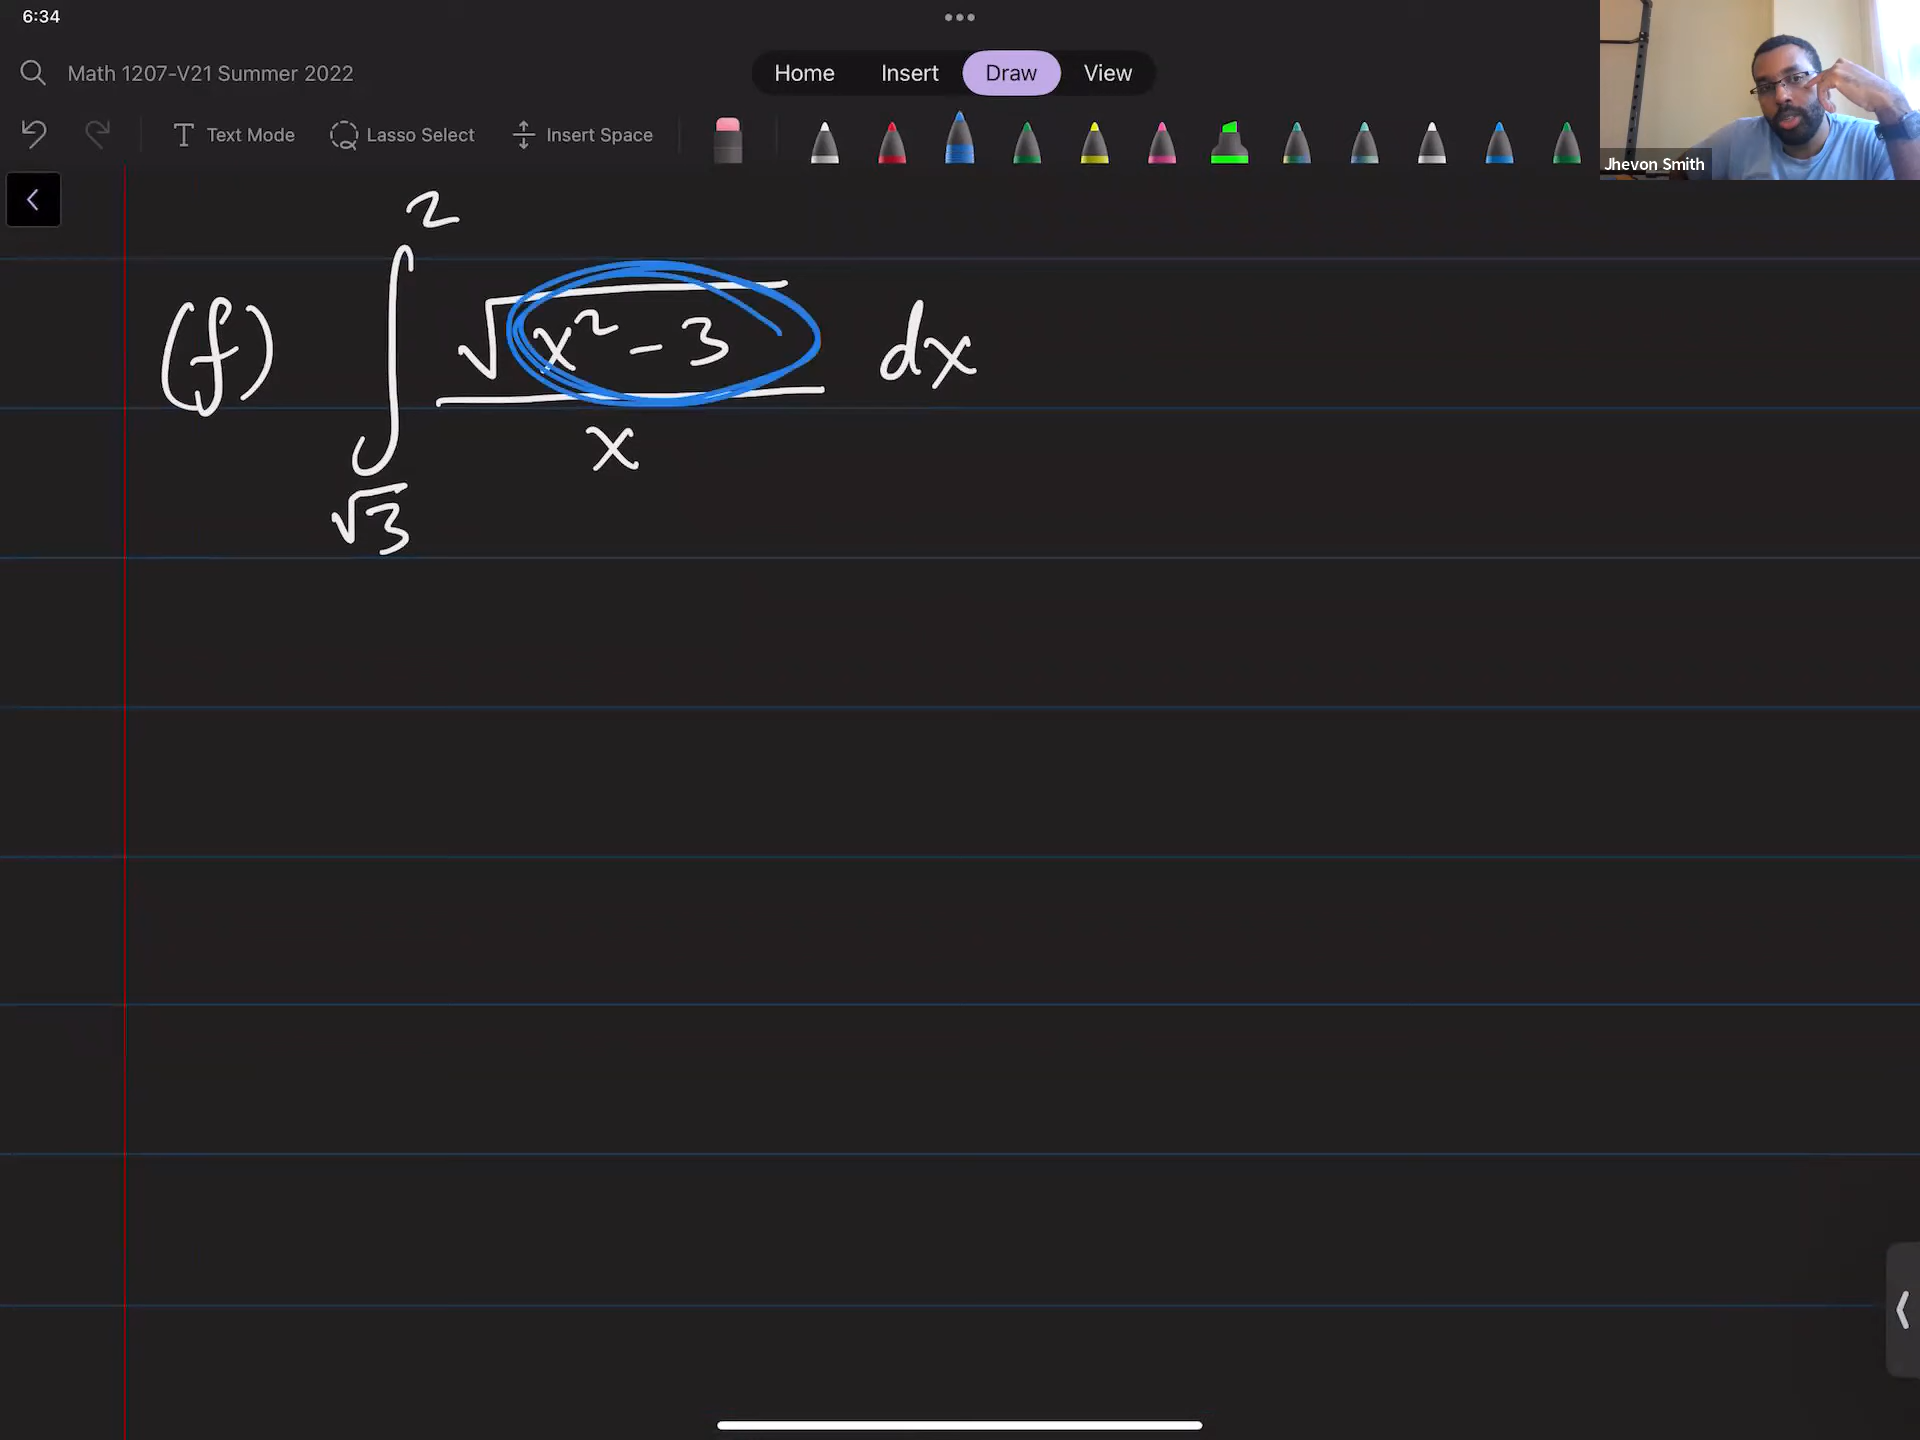 6:34
Math 1207-V21 Summer 2022
Home Insert Draw View
Text Mode Lasso Select Insert Space
Jhevon Smith
(f) ∫_{√3}^{2} √(x² - 3) / x dx